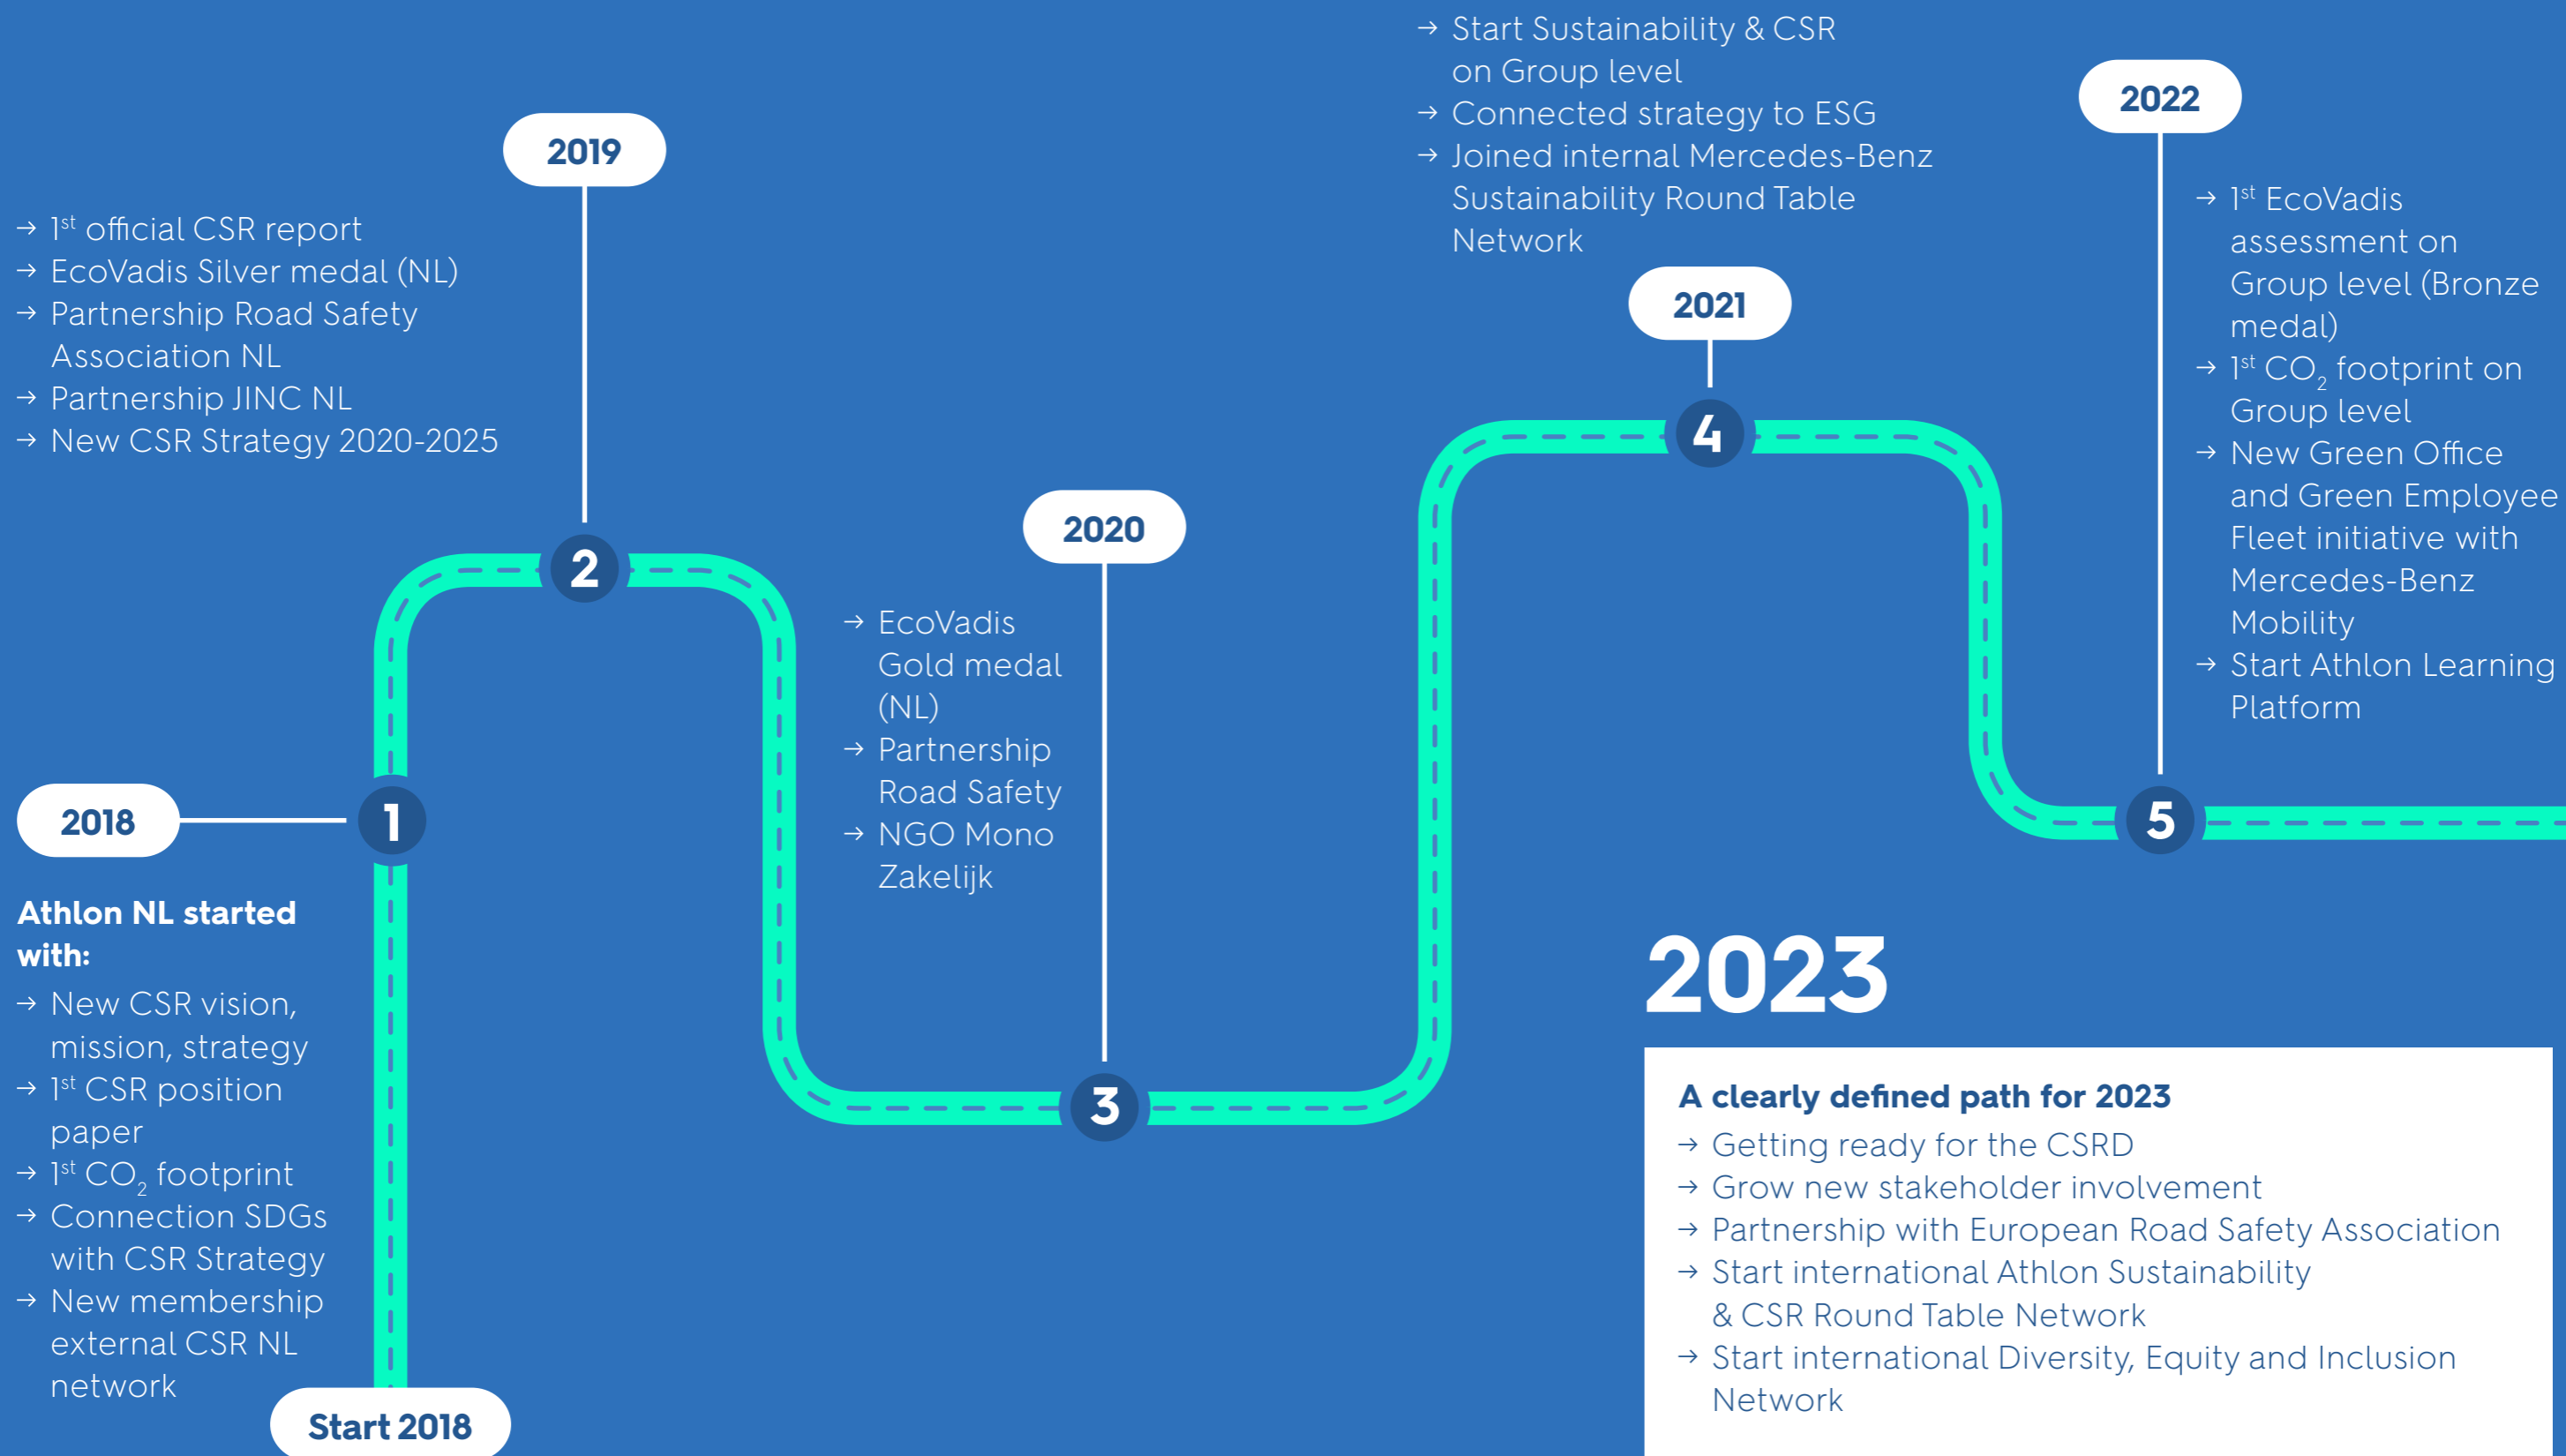 2018
1
Athlon NL started
with:
→ New CSR vision,
mission, strategy
→ 1st CSR position
paper
→ 1st CO₂ footprint
→ Connection SDGs
with CSR Strategy
→ New membership
external CSR NL
network
Start 2018
2019
→ 1st official CSR report
→ EcoVadis Silver medal (NL)
→ Partnership Road Safety
Association NL
→ Partnership JINC NL
→ New CSR Strategy 2020-2025
2
2020
→ EcoVadis
Gold medal
(NL)
→ Partnership
Road Safety
→ NGO Mono
Zakelijk
3
→ Start Sustainability & CSR
on Group level
→ Connected strategy to ESG
→ Joined internal Mercedes-Benz
Sustainability Round Table
Network
2021
4
2022
→ 1st EcoVadis
assessment on
Group level (Bronze
medal)
→ 1st CO₂ footprint on
Group level
→ New Green Office
and Green Employee
Fleet initiative with
Mercedes-Benz
Mobility
→ Start Athlon Learning
Platform
5
2023
A clearly defined path for 2023
→ Getting ready for the CSRD
→ Grow new stakeholder involvement
→ Partnership with European Road Safety Association
→ Start international Athlon Sustainability
& CSR Round Table Network
→ Start international Diversity, Equity and Inclusion
Network